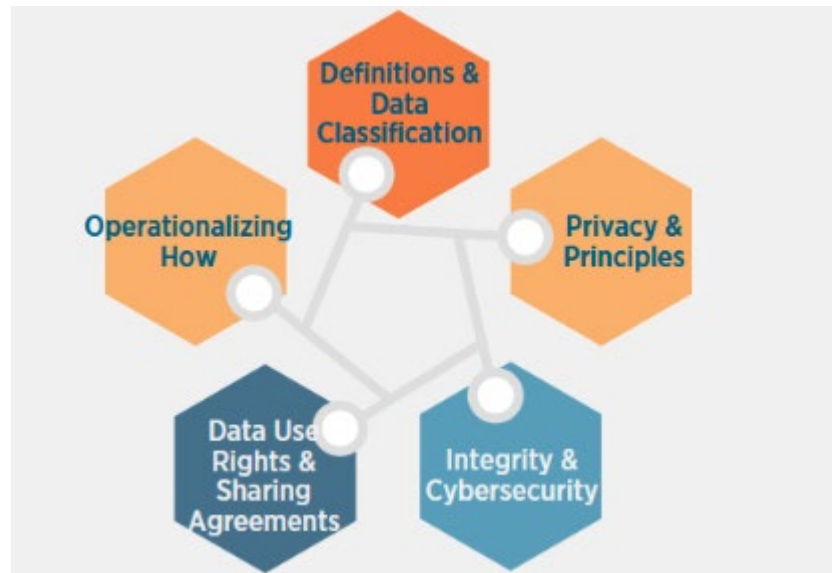 Definitions &
Data
Classification
Privacy &
Principles
Integrity &
Cybersecurity
Data Use
Rights &
Sharing
Agreements
Operationalizing
How